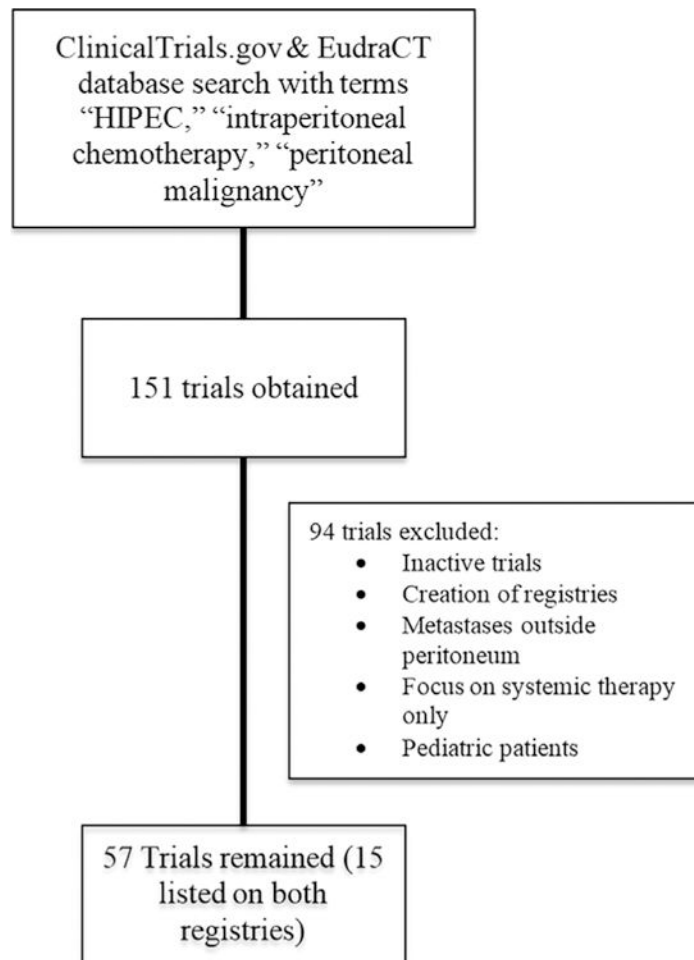 ClinicalTrials.gov & EudraCT
database search with terms
“HIPEC,” “intraperitoneal
chemotherapy,” “peritoneal
malignancy”
151 trials obtained
94 trials excluded:
• Inactive trials
• Creation of registries
• Metastases outside
peritoneum
• Focus on systemic therapy
only
• Pediatric patients
57 Trials remained (15
listed on both
registries)